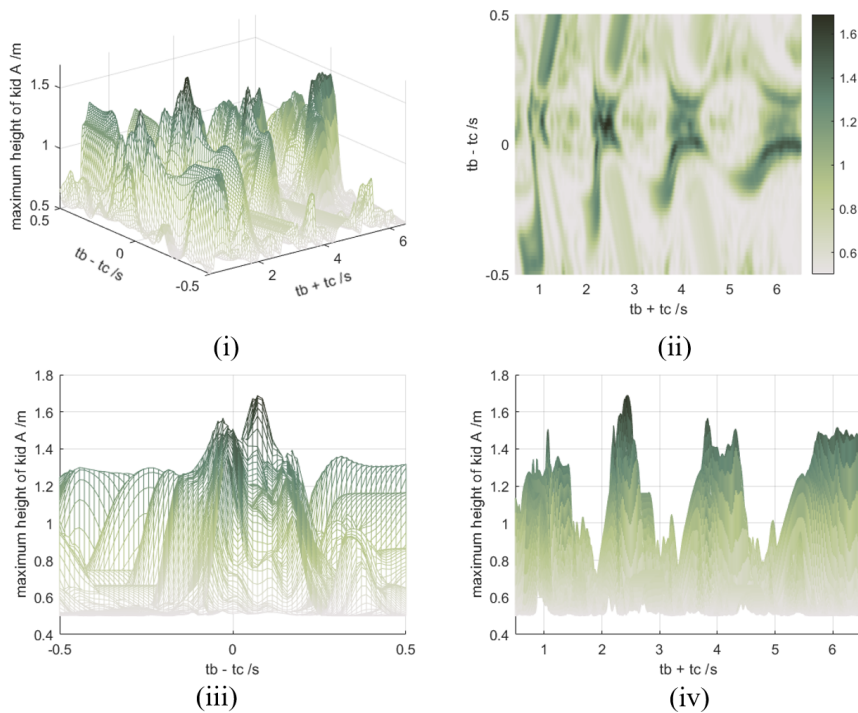 maximum height of kid A /m
1.5
1
0.5
0.5
0
-0.5
tb - tc /s
2
4
6
tb + tc /s
(i)
tb - tc /s
0.5
0
-0.5
1 2 3 4 5 6
tb + tc /s
1.6
1.4
1.2
1
0.8
0.6
(ii)
maximum height of kid A /m
1.8
1.6
1.4
1.2
1
0.8
0.6
0.4
-0.5 0 0.5
tb - tc /s
(iii)
maximum height of kid A /m
1.8
1.6
1.4
1.2
1
0.8
0.6
0.4
1 2 3 4 5 6
tb + tc /s
(iv)